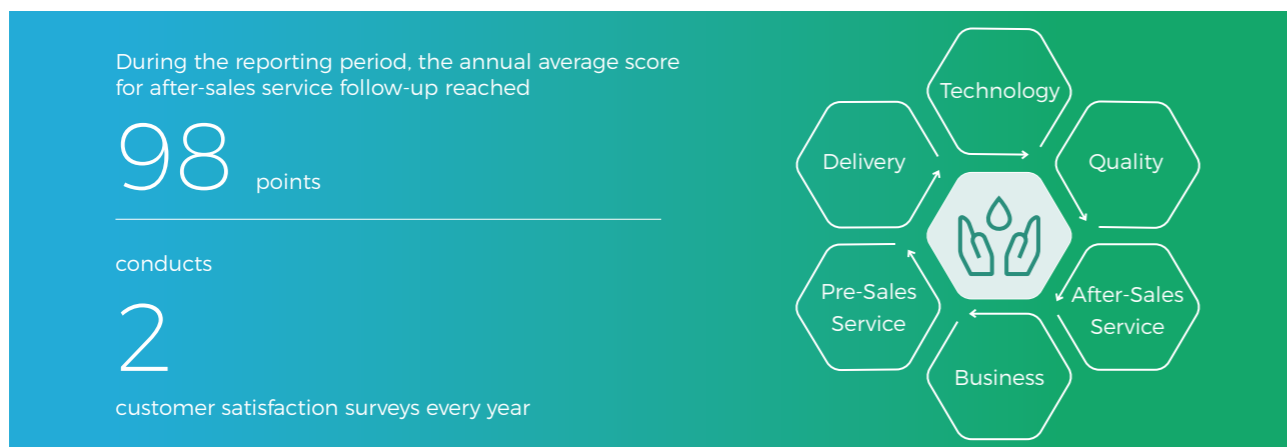 During the reporting period, the annual average score
for after-sales service follow-up reached
98 points
conducts
2
customer satisfaction surveys every year
Technology
Quality
After-Sales
Service
Business
Pre-Sales
Service
Delivery